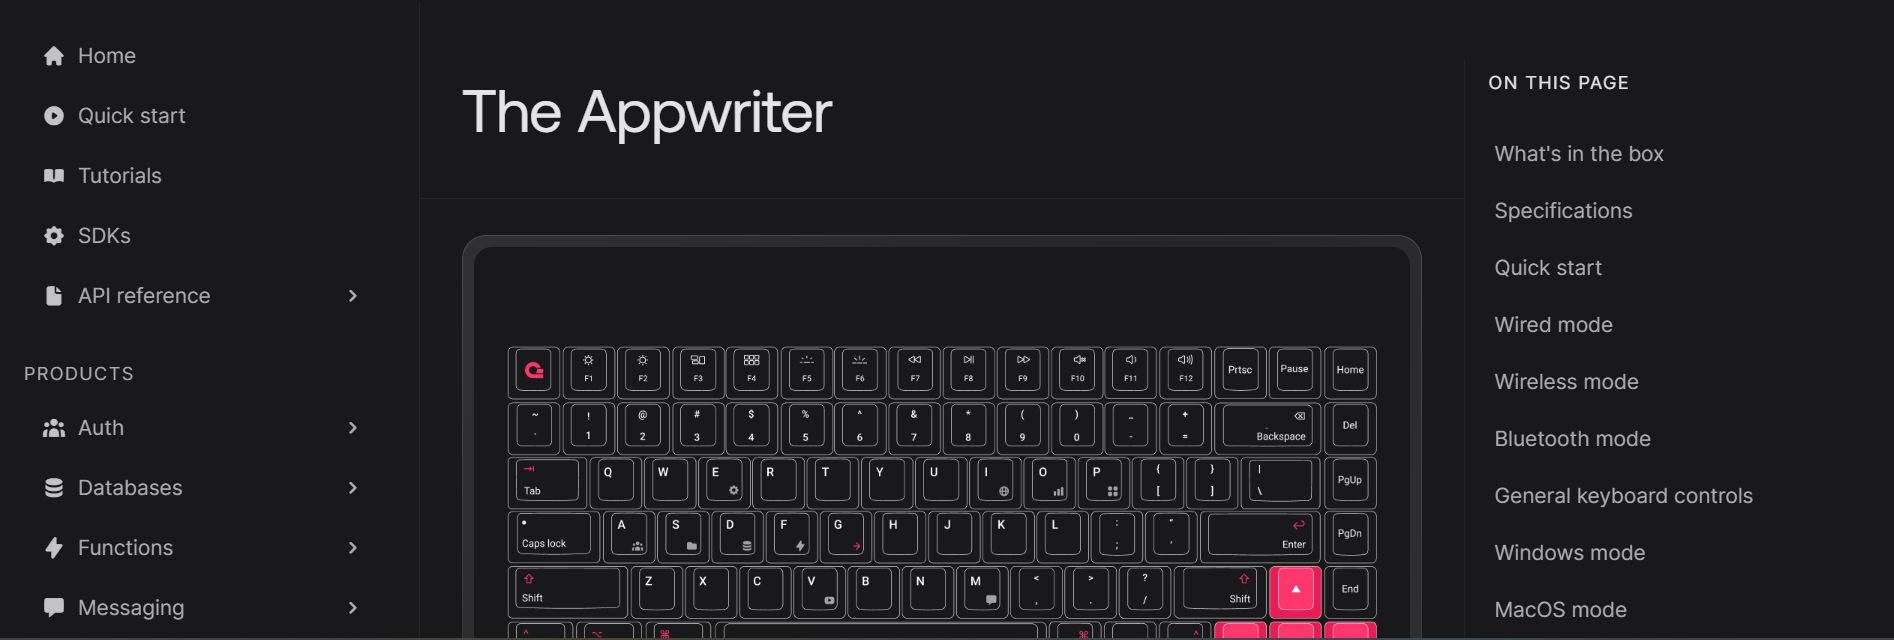 Home
Quick start
Tutorials
SDKs
API reference
PRODUCTS
Auth
Databases
Functions
Messaging
The Appwriter
F1 F2 F3 F4 F5 F6 F7 F8 F9 F10 F11 F12 Prtsc Pause Home
~ ! @ # $ % ^ & * ( ) _ +
` 1 2 3 4 5 6 7 8 9 0 - = Backspace Del
Tab Q W E R T Y U I O P { [ } ] | \ PgUp
Caps lock A S D F G H J K L : ; " ' Enter PgDn
Shift Z X C V B N M < , > . ? / Shift End
ON THIS PAGE
What's in the box
Specifications
Quick start
Wired mode
Wireless mode
Bluetooth mode
General keyboard controls
Windows mode
MacOS mode